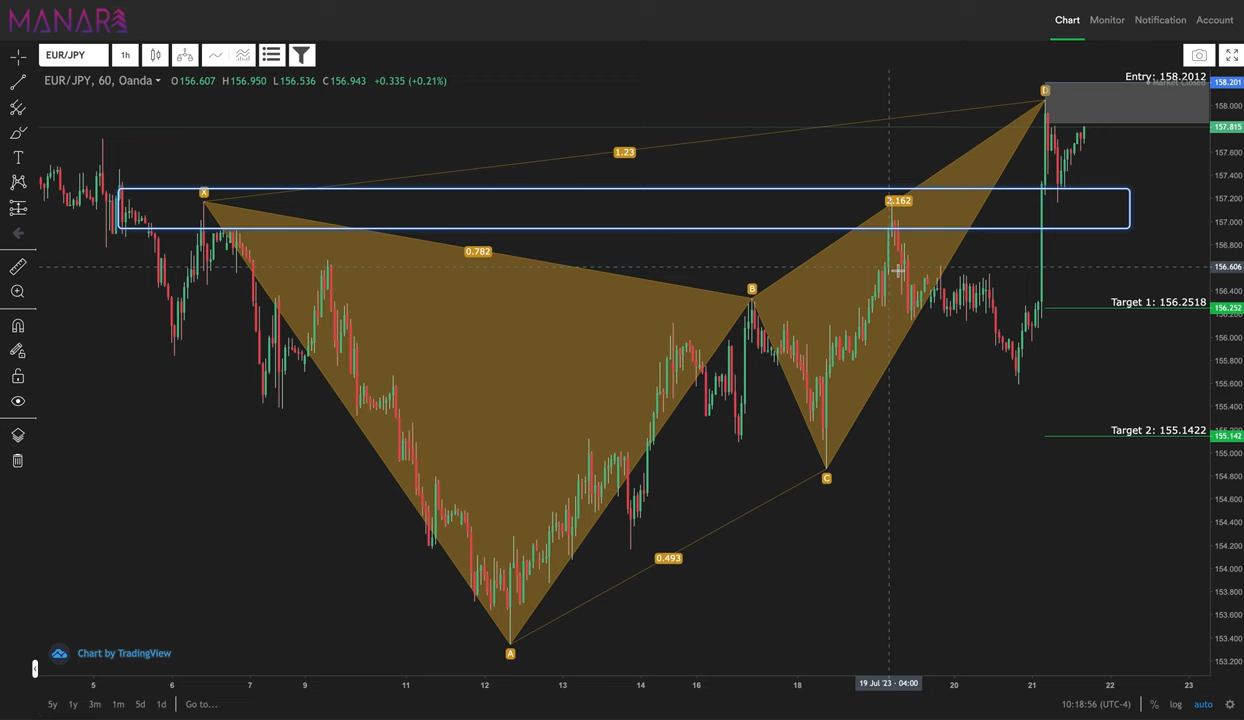 MANAR
Chart Monitor Notification Account
EUR/JPY 1h
EUR/JPY, 60, Oanda O156.607 H156.950 L156.536 C156.943 +0.335 (+0.21%)
Entry: 158.2012
158.201
Market Closed
D
158.000
157.815
1.23
157.600
157.400
X
157.200
2.162
157.000
156.800
0.782
156.606
B
156.400
Target 1: 156.2518
156.252
156.000
155.800
155.600
155.400
Target 2: 155.1422
155.142
155.000
C
154.800
154.600
154.400
154.200
0.493
154.000
153.800
153.600
153.400
A
Chart by TradingView
153.200
5 6 7 9 11 12 13 14 16 18 19 Jul '23 - 04:00 20 21 22 23
5y 1y 3m 1m 5d 1d Go to... 10:18:56 (UTC-4) % log auto